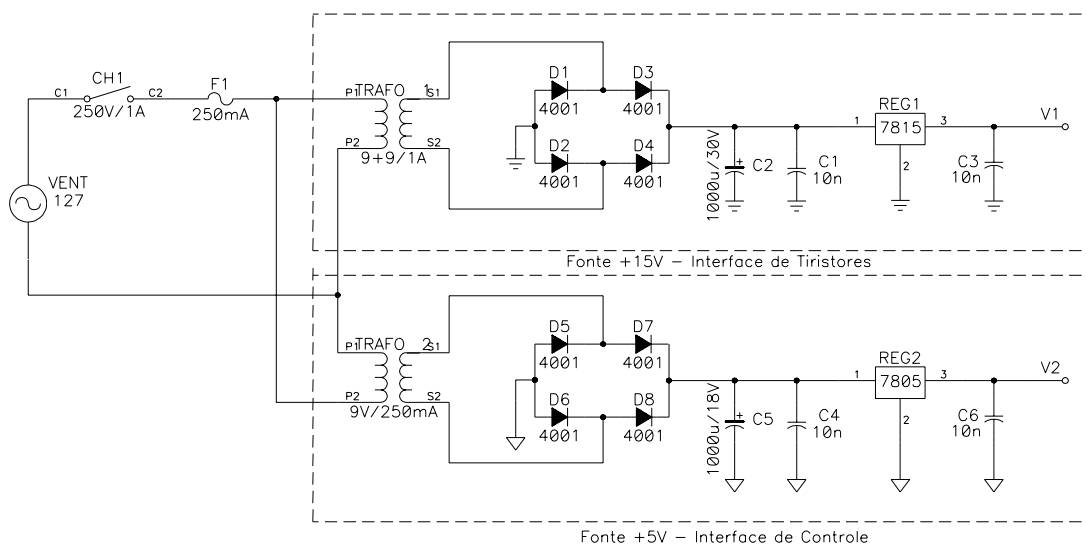 CH1
C1 C2
250V/1A
F1
250mA
VENT
127
P1 TRAFO 1 S1
P2 S2
9+9/1A
D1
4001
D3
4001
D2
4001
D4
4001
1000u/30V
+
C2
C1
10n
REG1
1 7815 3
2
C3
10n
V1
Fonte +15V – Interface de Tiristores
P1 TRAFO 2 S1
P2 S2
9V/250mA
D5
4001
D7
4001
D6
4001
D8
4001
1000u/18V
+
C5
C4
10n
REG2
1 7805 3
2
C6
10n
V2
Fonte +5V – Interface de Controle